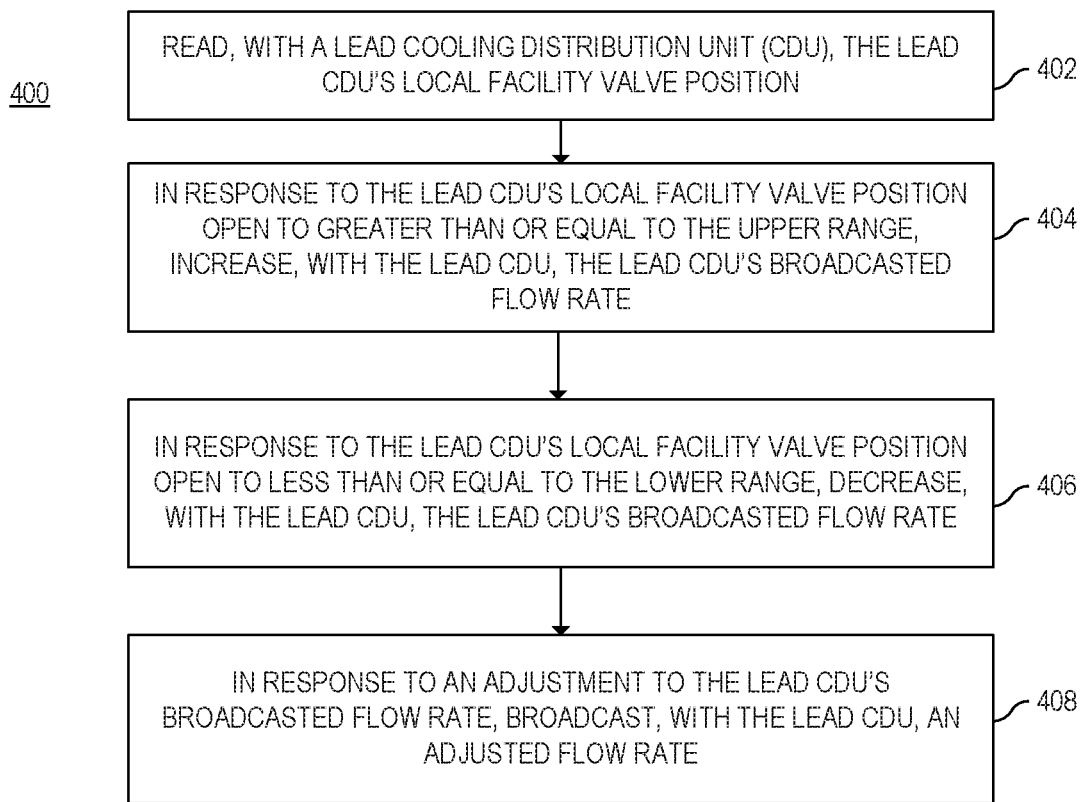 400
READ, WITH A LEAD COOLING DISTRIBUTION UNIT (CDU), THE LEAD
CDU'S LOCAL FACILITY VALVE POSITION
402
IN RESPONSE TO THE LEAD CDU'S LOCAL FACILITY VALVE POSITION
OPEN TO GREATER THAN OR EQUAL TO THE UPPER RANGE,
INCREASE, WITH THE LEAD CDU, THE LEAD CDU'S BROADCASTED
FLOW RATE
404
IN RESPONSE TO THE LEAD CDU'S LOCAL FACILITY VALVE POSITION
OPEN TO LESS THAN OR EQUAL TO THE LOWER RANGE, DECREASE,
WITH THE LEAD CDU, THE LEAD CDU'S BROADCASTED FLOW RATE
406
IN RESPONSE TO AN ADJUSTMENT TO THE LEAD CDU'S
BROADCASTED FLOW RATE, BROADCAST, WITH THE LEAD CDU, AN
ADJUSTED FLOW RATE
408